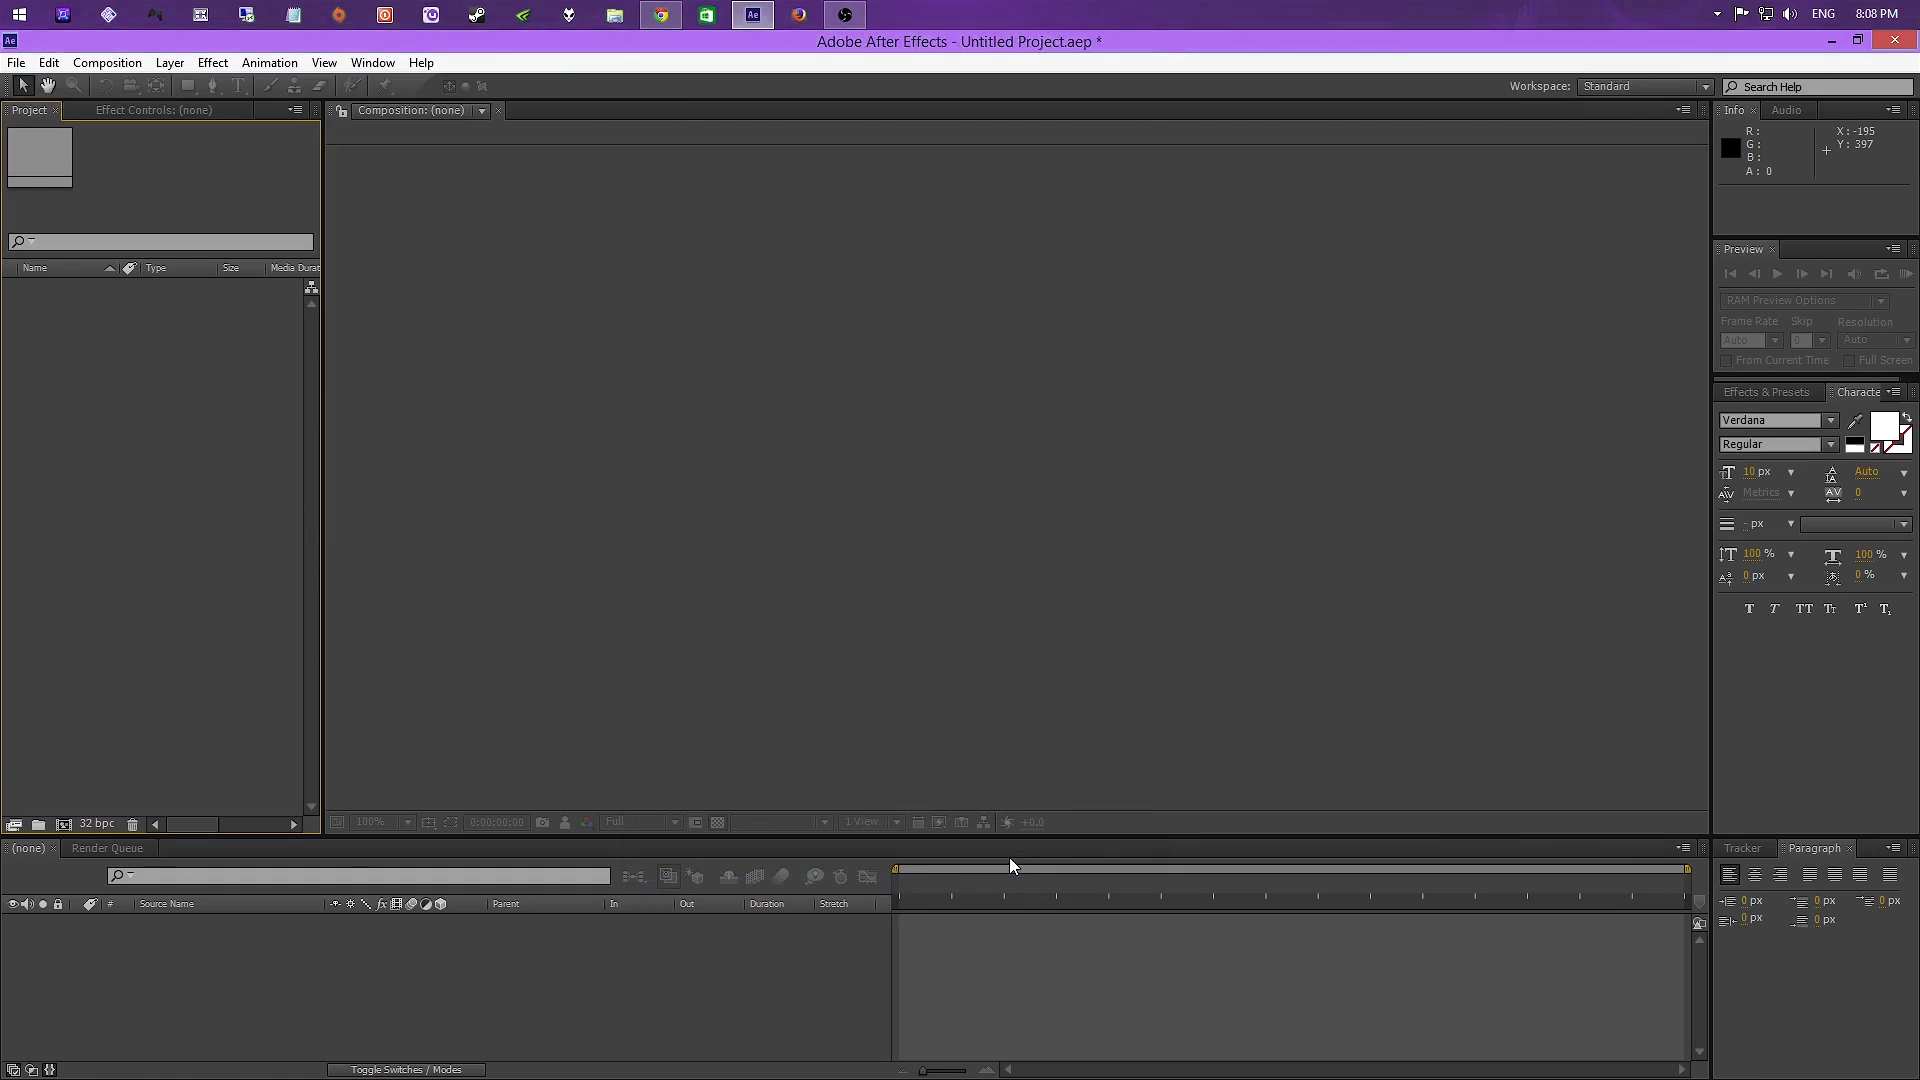 ENG 8:08 PM
Ae Adobe After Effects - Untitled Project.aep *
File Edit Composition Layer Effect Animation View Window Help
Workspace: Standard Search Help
Project Effect Controls: (none) Composition: (none) Info Audio
R: X: -195
G: Y: 397
B:
A: 0
Preview
Name Type Size Media Durat
RAM Preview Options
Frame Rate Skip Resolution
Auto 0 Auto
From Current Time Full Screen
Effects & Presets Characte
Verdana
Regular
10 px Auto
Metrics 0
- px
100 % 100 %
0 px 0 %
T T TT Tr T¹ T₁
32 bpc 100% 0:00:00:00 Full 1 View +0.0
(none) Render Queue Tracker Paragraph
# Source Name Parent In Out Duration Stretch
0 px 0 px 0 px
0 px 0 px
Toggle Switches / Modes